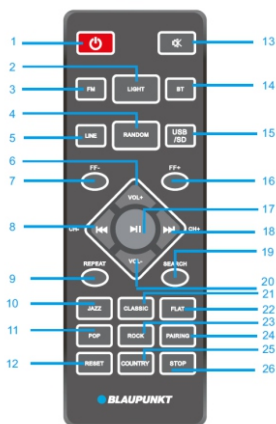 1 13
2
3 FM LIGHT BT 14
4
5 LINE RANDOM USB /SD 15
6
7 FF- FF+ 16
VOL+ 17
8 CH- CH+ 18
VOL-
9 REPEAT SEARCH 19
20
21
10 JAZZ CLASSIC FLAT 22
23
11 POP ROCK PAIRING 24
25
12 RESET COUNTRY STOP 26
BLAUPUNKT